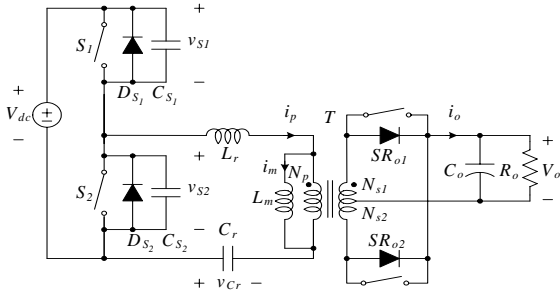 +
S1
vS1
−
DS1
CS1
+
Vdc
−
ip
T
io
Lr
SRo1
+
im
Np
Ns1
Co
Ro
Vo
S2
vS2
Lm
Ns2
−
DS2
CS2
Cr
SRo2
+ vCr −